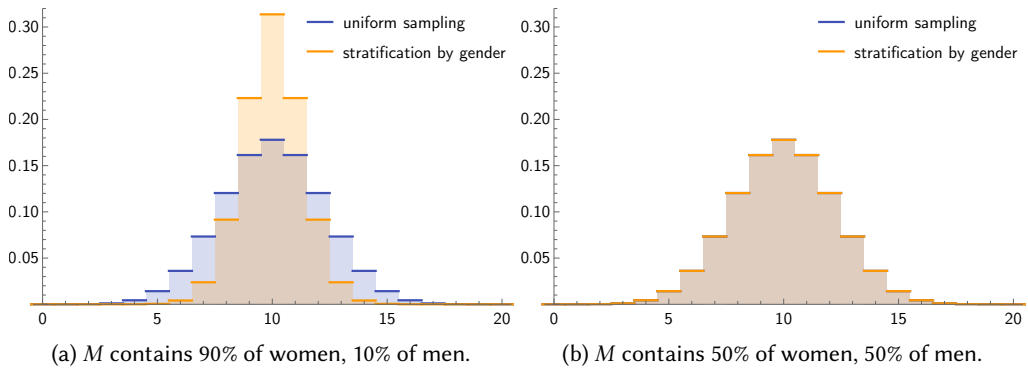 0.30
0.25
0.20
0.15
0.10
0.05
0 5 10 15 20
uniform sampling
stratification by gender
(a) M contains 90% of women, 10% of men.
0.30
0.25
0.20
0.15
0.10
0.05
0 5 10 15 20
uniform sampling
stratification by gender
(b) M contains 50% of women, 50% of men.